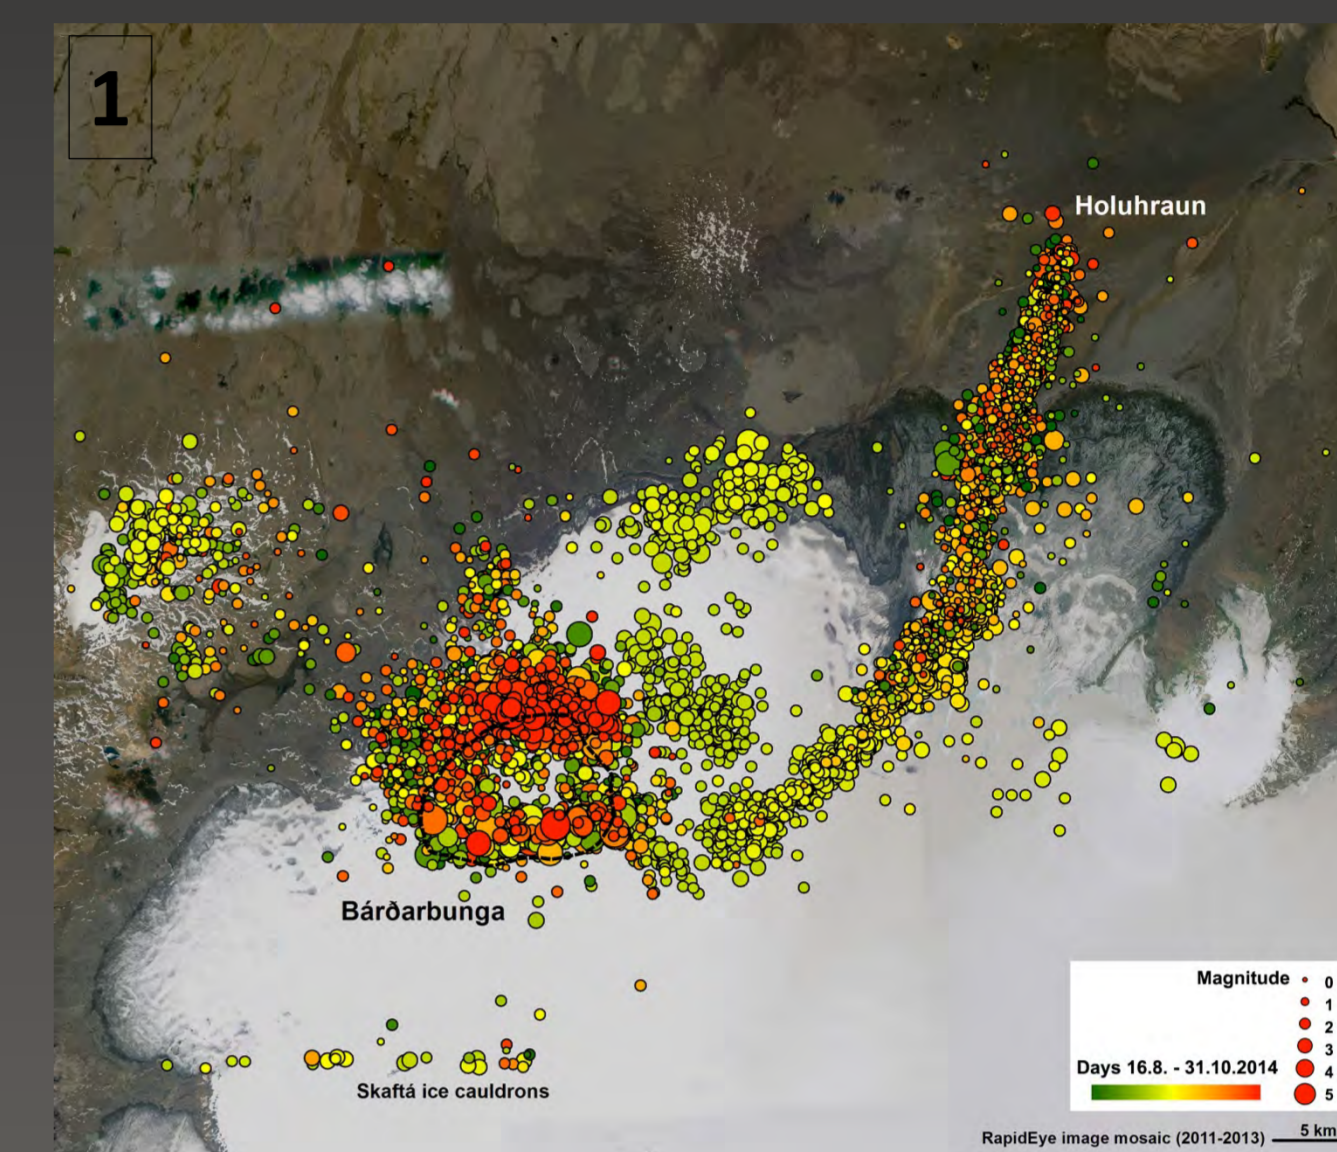 1
Holuhraun
Bárðarbunga
Skaftá ice cauldrons
Magnitude
0
1
2
3
4
5
Days 16.8. - 31.10.2014
RapidEye image mosaic (2011-2013)
5 km